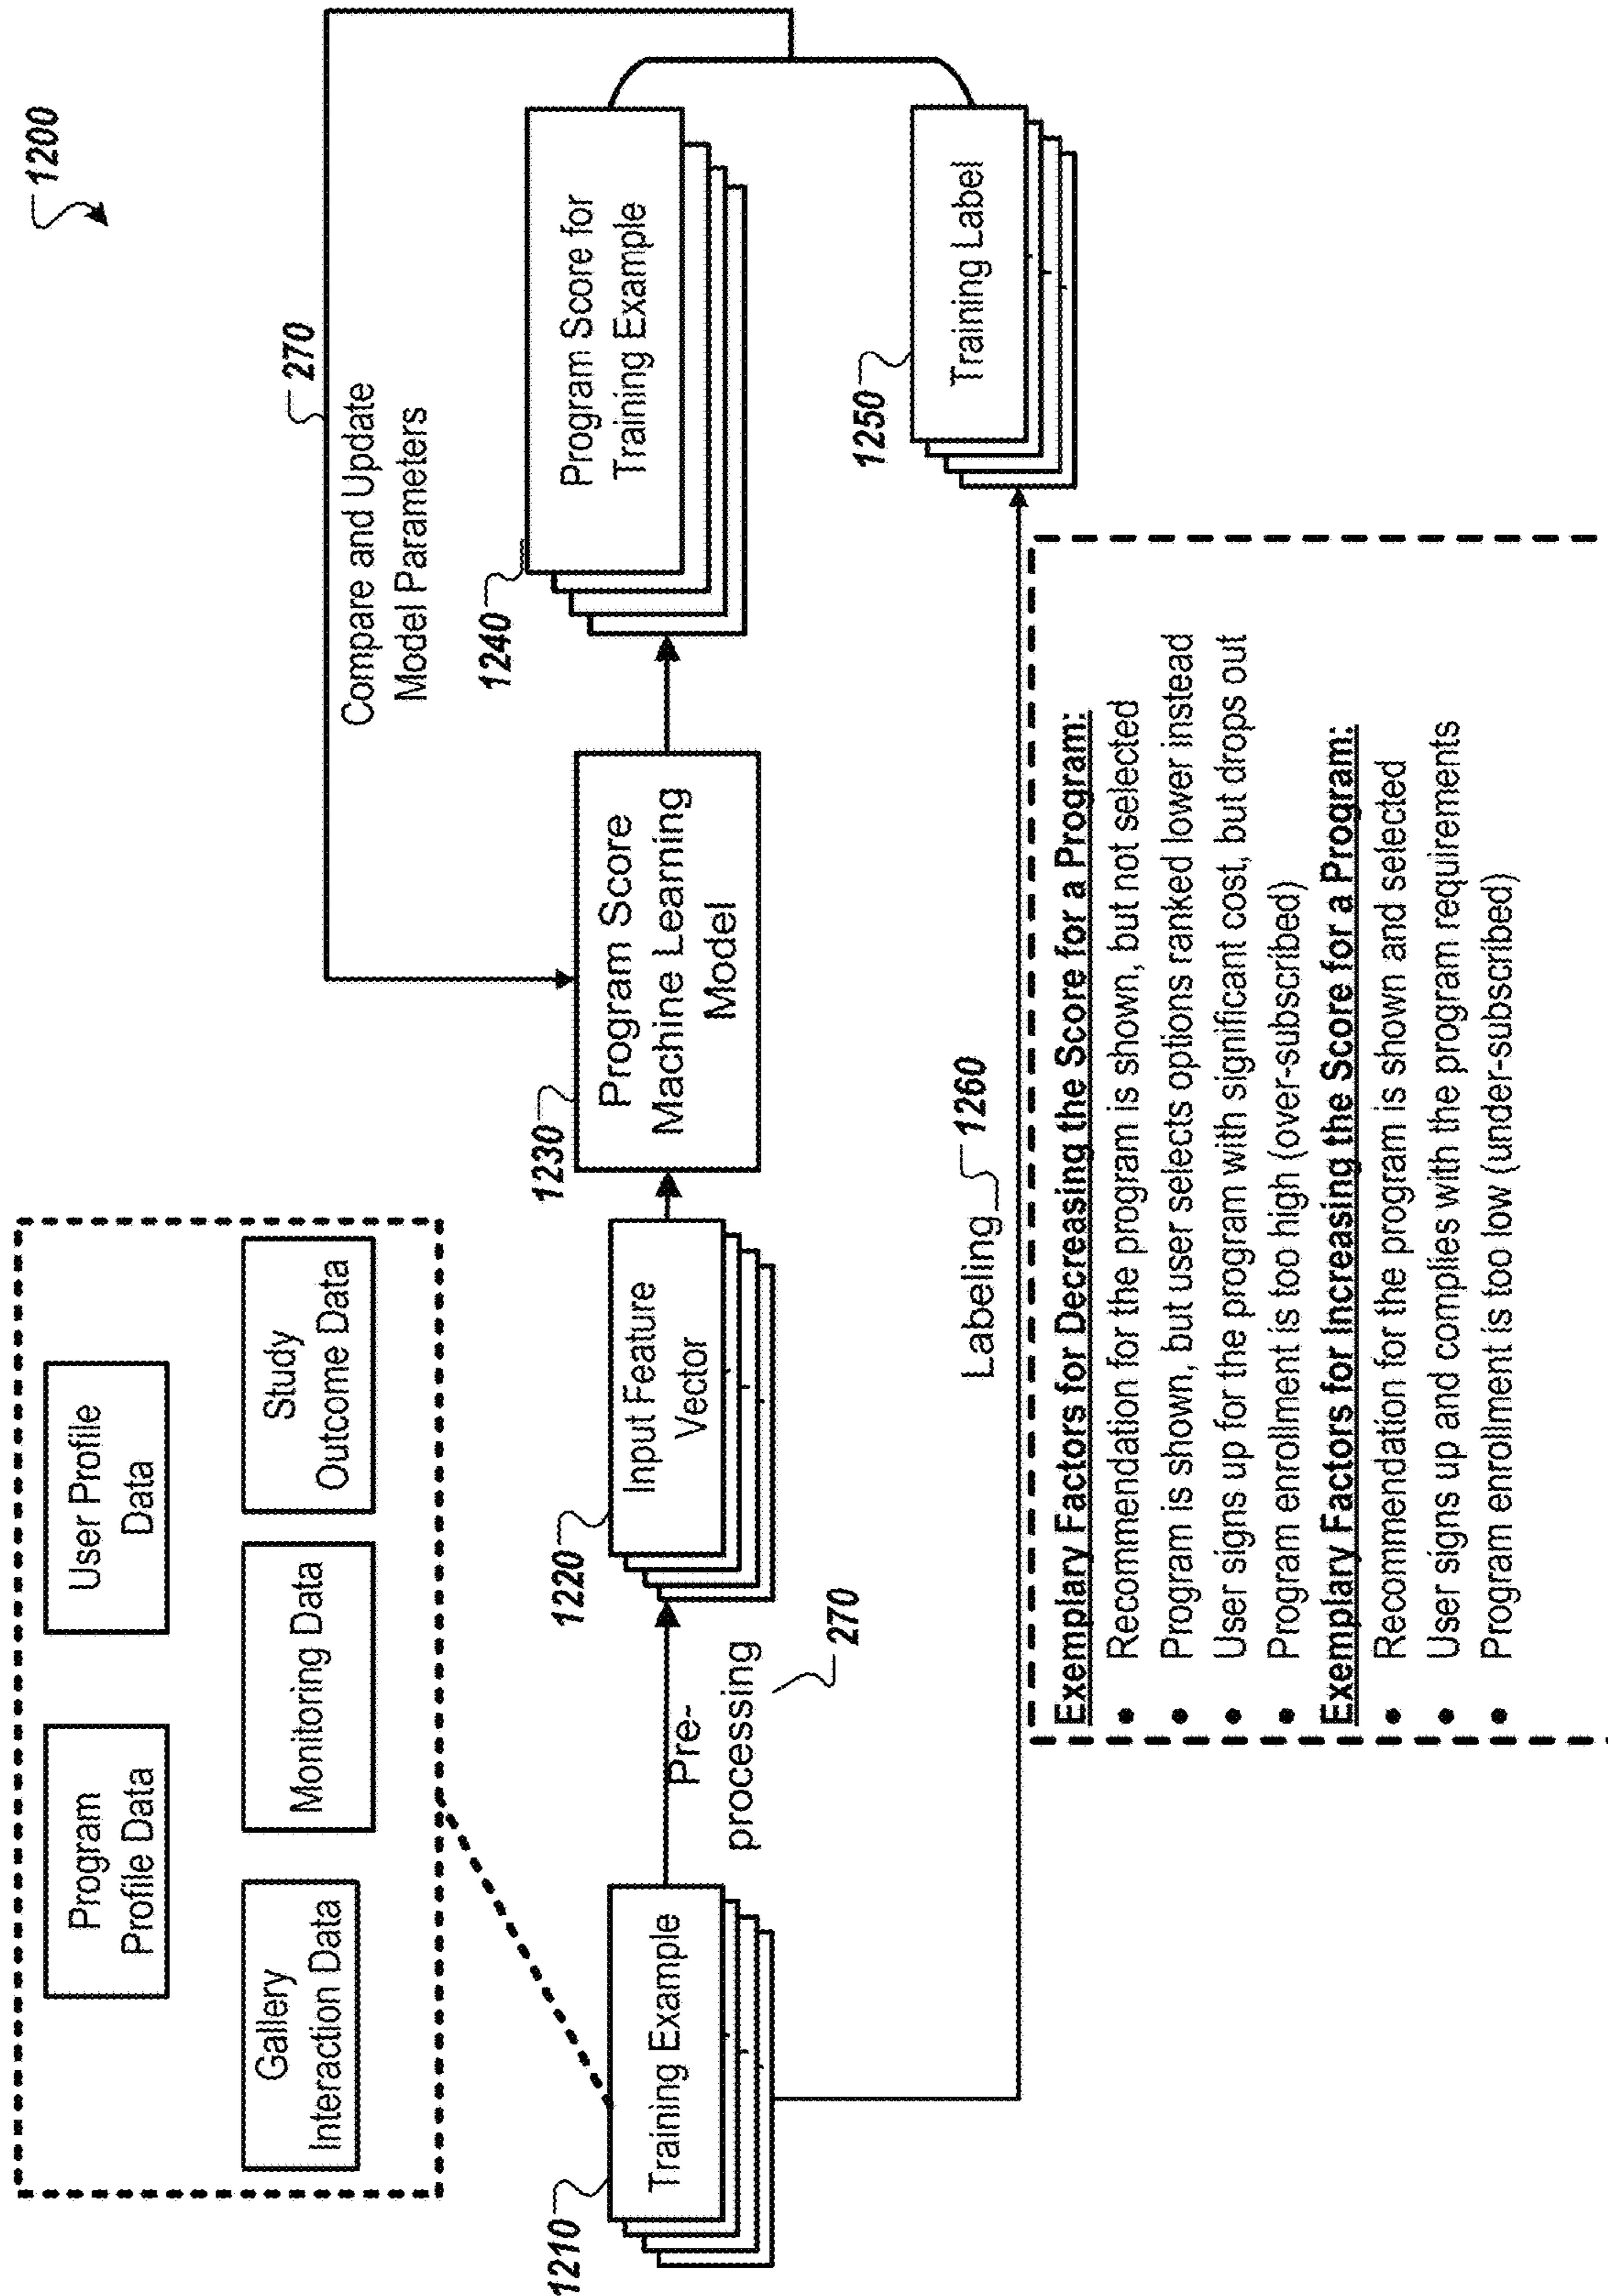 1200
Program
Profile Data
User Profile
Data
Gallery
Interaction Data
Monitoring Data
Study
Outcome Data
270
Compare and Update
Model Parameters
1210
Training Example
Pre-
processing
270
1220
Input Feature
Vector
1230
Program Score
Machine Learning
Model
1240
Program Score for
Training Example
1250
Training Label
Labeling
1260
Exemplary Factors for Decreasing the Score for a Program:
• Recommendation for the program is shown, but not selected
• Program is shown, but user selects options ranked lower instead
• User signs up for the program with significant cost, but drops out
• Program enrollment is too high (over-subscribed)
Exemplary Factors for Increasing the Score for a Program:
• Recommendation for the program is shown and selected
• User signs up and complies with the program requirements
• Program enrollment is too low (under-subscribed)